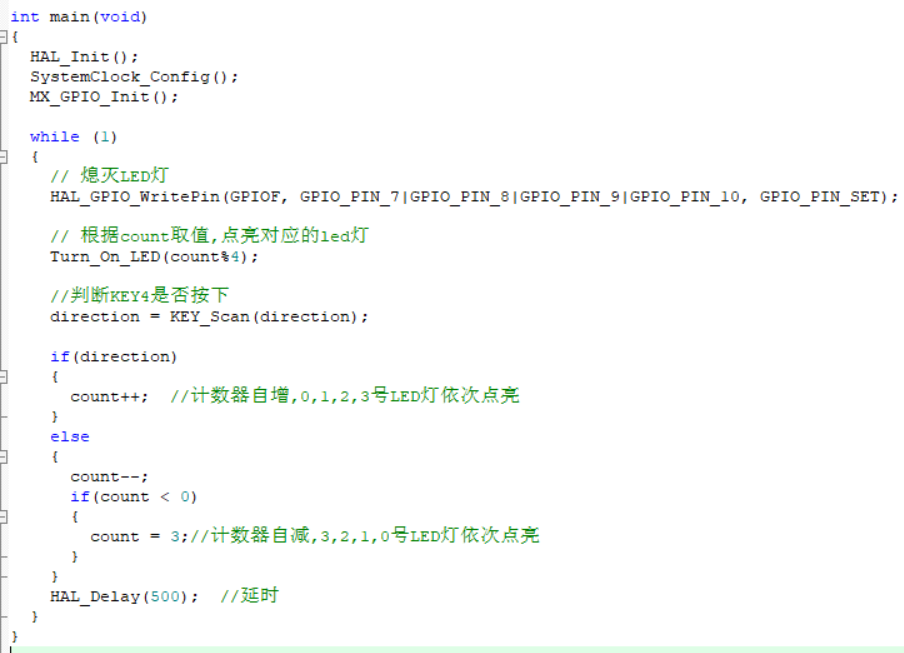 int main(void)
{
HAL_Init();
SystemClock_Config();
MX_GPIO_Init();
while (1)
{
// 熄灭LED灯
HAL_GPIO_WritePin(GPIOF, GPIO_PIN_7|GPIO_PIN_8|GPIO_PIN_9|GPIO_PIN_10, GPIO_PIN_SET);
// 根据count取值,点亮对应的led灯
Turn_On_LED(count%4);
//判断KEY4是否按下
direction = KEY_Scan(direction);
if(direction)
{
count++; //计数器自增,0,1,2,3号LED灯依次点亮
}
else
{
count--;
if(count < 0)
{
count = 3;//计数器自减,3,2,1,0号LED灯依次点亮
}
}
HAL_Delay(500); //延时
}
}